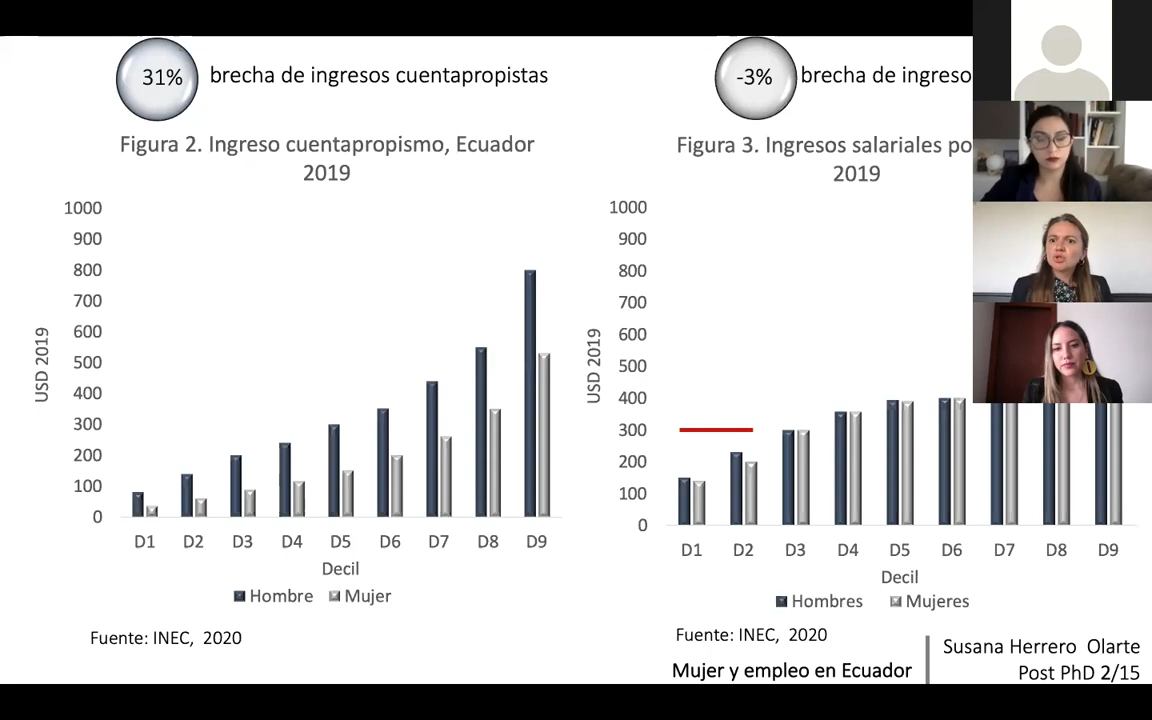 31% brecha de ingresos cuentapropistas
Figura 2. Ingreso cuentapropismo, Ecuador
2019
1000
900
800
700
600
500
400
300
200
100
0
USD 2019
D1 D2 D3 D4 D5 D6 D7 D8 D9
Decil
Hombre Mujer
Fuente: INEC, 2020
-3% brecha de ingreso
Figura 3. Ingresos salariales po
2019
1000
900
800
700
600
500
400
300
200
100
0
USD 2019
D1 D2 D3 D4 D5 D6 D7 D8 D9
Decil
Hombres Mujeres
Fuente: INEC, 2020
Mujer y empleo en Ecuador
Susana Herrero Olarte
Post PhD 2/15